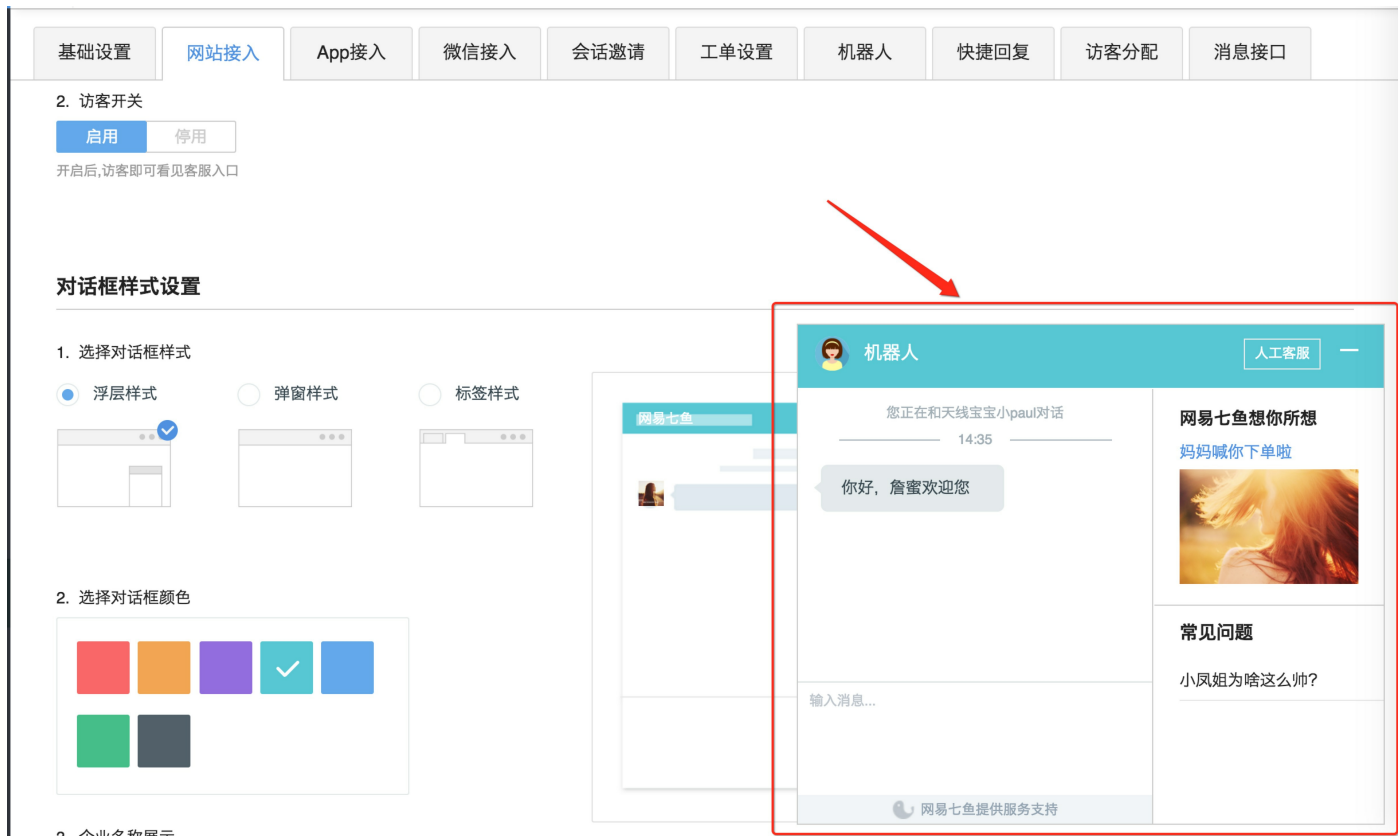 基础设置
网站接入
App接入
微信接入
会话邀请
工单设置
机器人
快捷回复
访客分配
消息接口
2. 访客开关
启用
停用
开启后,访客即可看见客服入口
对话框样式设置
1. 选择对话框样式
浮层样式
弹窗样式
标签样式
网易七鱼
2. 选择对话框颜色
3. 企业名称展示
机器人
人工客服
您正在和天线宝宝小paul对话
14:35
你好，詹蜜欢迎您
输入消息...
网易七鱼提供服务支持
网易七鱼想你所想
妈妈喊你下单啦
常见问题
小凤姐为啥这么帅?